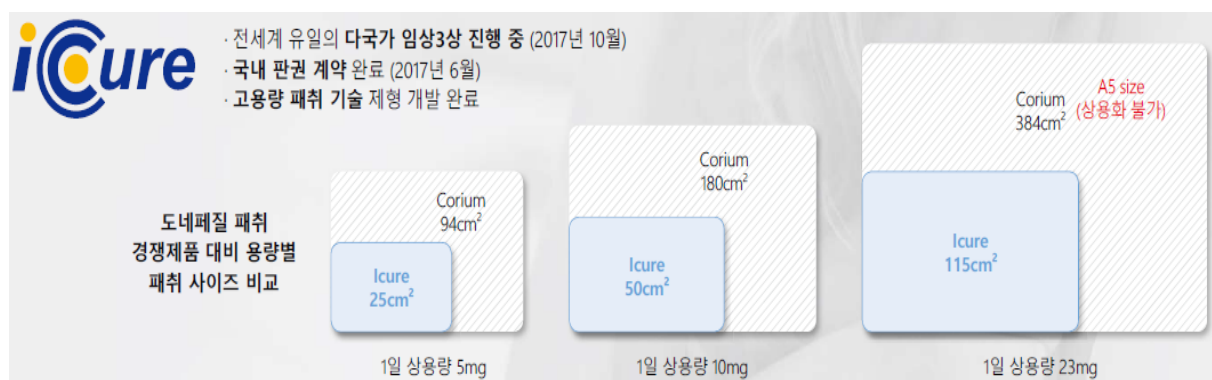 iCure
· 전세계 유일의 다국가 임상3상 진행 중 (2017년 10월)
· 국내 판권 계약 완료 (2017년 6월)
· 고용량 패취 기술 제형 개발 완료
도네페질 패취
경쟁제품 대비 용량별
패취 사이즈 비교
Corium
94cm²
Icure
25cm²
1일 상용량 5mg
Corium
180cm²
Icure
50cm²
1일 상용량 10mg
Corium
384cm²
A5 size
(상용화 불가)
Icure
115cm²
1일 상용량 23mg